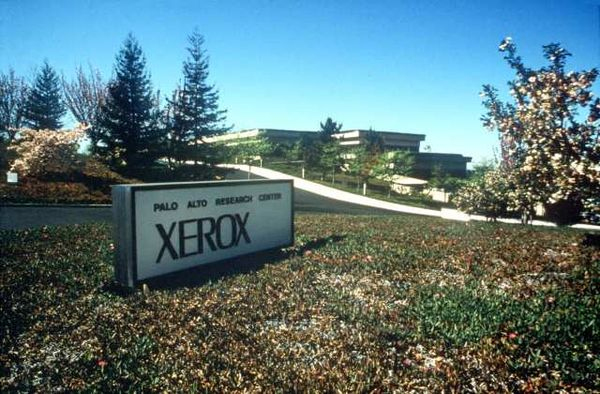 PALO ALTO RESEARCH CENTER
XEROX